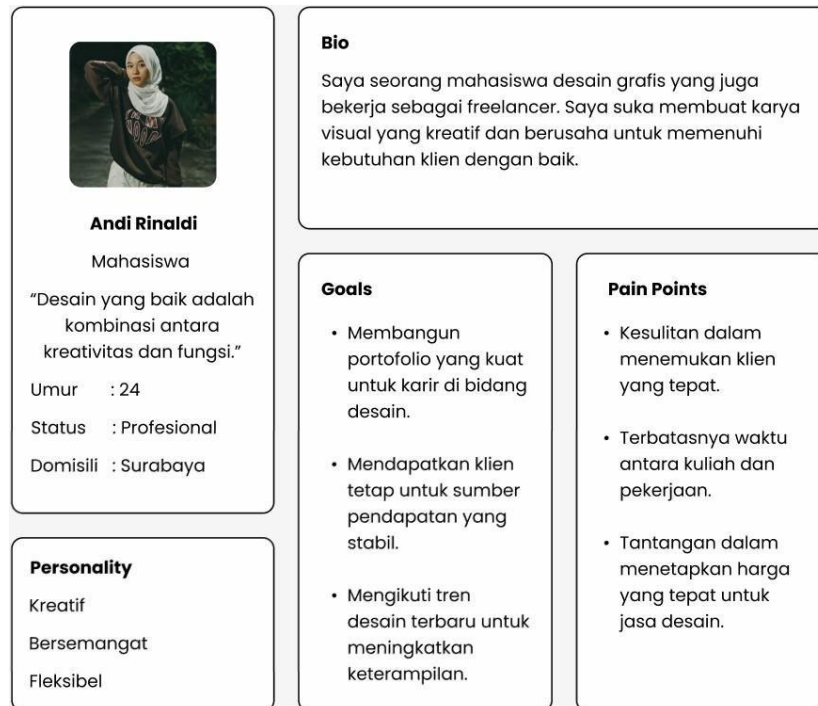 Andi Rinaldi
Mahasiswa
“Desain yang baik adalah
kombinasi antara
kreativitas dan fungsi.”
Umur : 24
Status : Profesional
Domisili : Surabaya
Personality
Kreatif
Bersemangat
Fleksibel
Bio
Saya seorang mahasiswa desain grafis yang juga
bekerja sebagai freelancer. Saya suka membuat karya
visual yang kreatif dan berusaha untuk memenuhi
kebutuhan klien dengan baik.
Goals
• Membangun
portofolio yang kuat
untuk karir di bidang
desain.
• Mendapatkan klien
tetap untuk sumber
pendapatan yang
stabil.
• Mengikuti tren
desain terbaru untuk
meningkatkan
keterampilan.
Pain Points
• Kesulitan dalam
menemukan klien
yang tepat.
• Terbatasnya waktu
antara kuliah dan
pekerjaan.
• Tantangan dalam
menetapkan harga
yang tepat untuk
jasa desain.